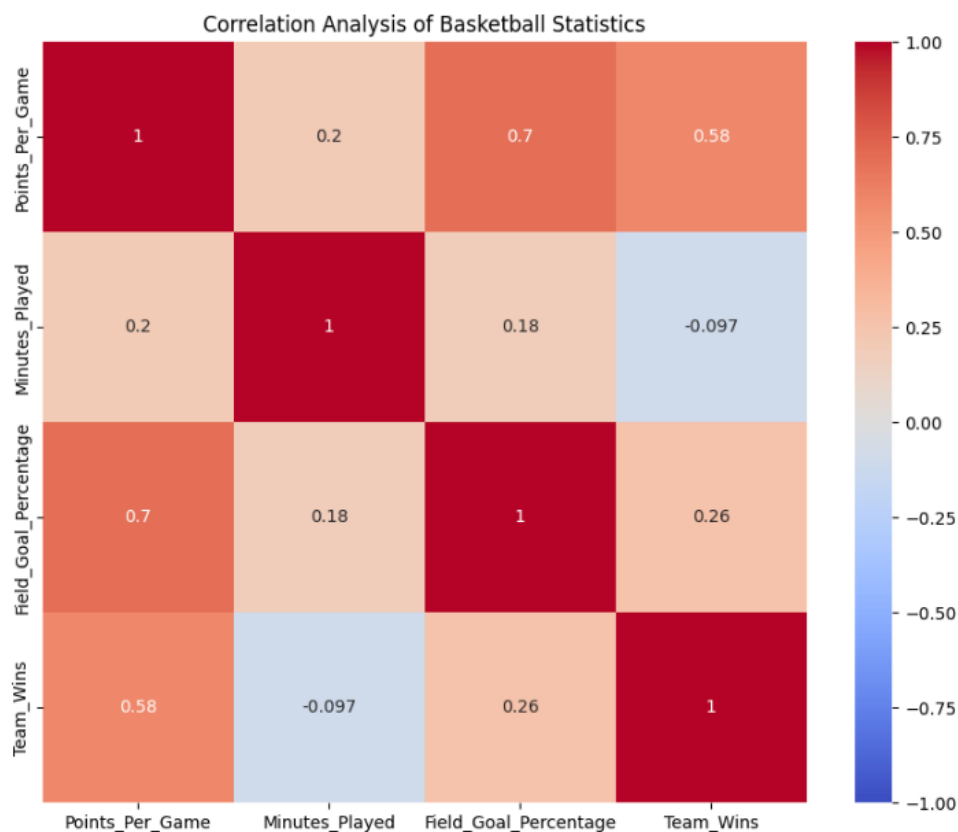 Correlation Analysis of Basketball Statistics
Points_Per_Game
1
0.2
0.7
0.58
Minutes_Played
0.2
1
0.18
-0.097
Field_Goal_Percentage
0.7
0.18
1
0.26
Team_Wins
0.58
-0.097
0.26
1
Points_Per_Game
Minutes_Played
Field_Goal_Percentage
Team_Wins
1.00
0.75
0.50
0.25
0.00
−0.25
−0.50
−0.75
−1.00